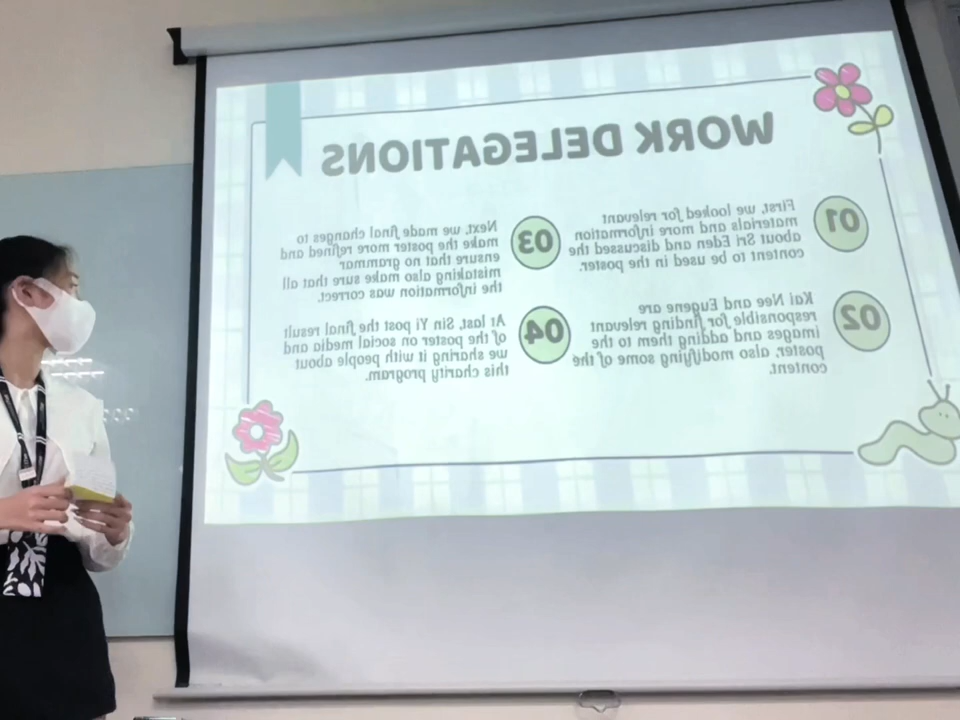 WORK DELEGATIONS
01
First, we looked for relevant
materials and more information
about Sri Eden and discussed the
content to be used in the poster.
02
Kai Nee and Eugene are
responsible for finding relevant
images and adding them to the
poster, also modifying some of the
content.
03
Next, we made final changes to
make the poster more refined and
ensure that no grammar
mistaking also make sure that all
the information was correct.
04
At last, Sin Yi post the final result
of the poster on social media and
we sharing it with people about
this charity program.